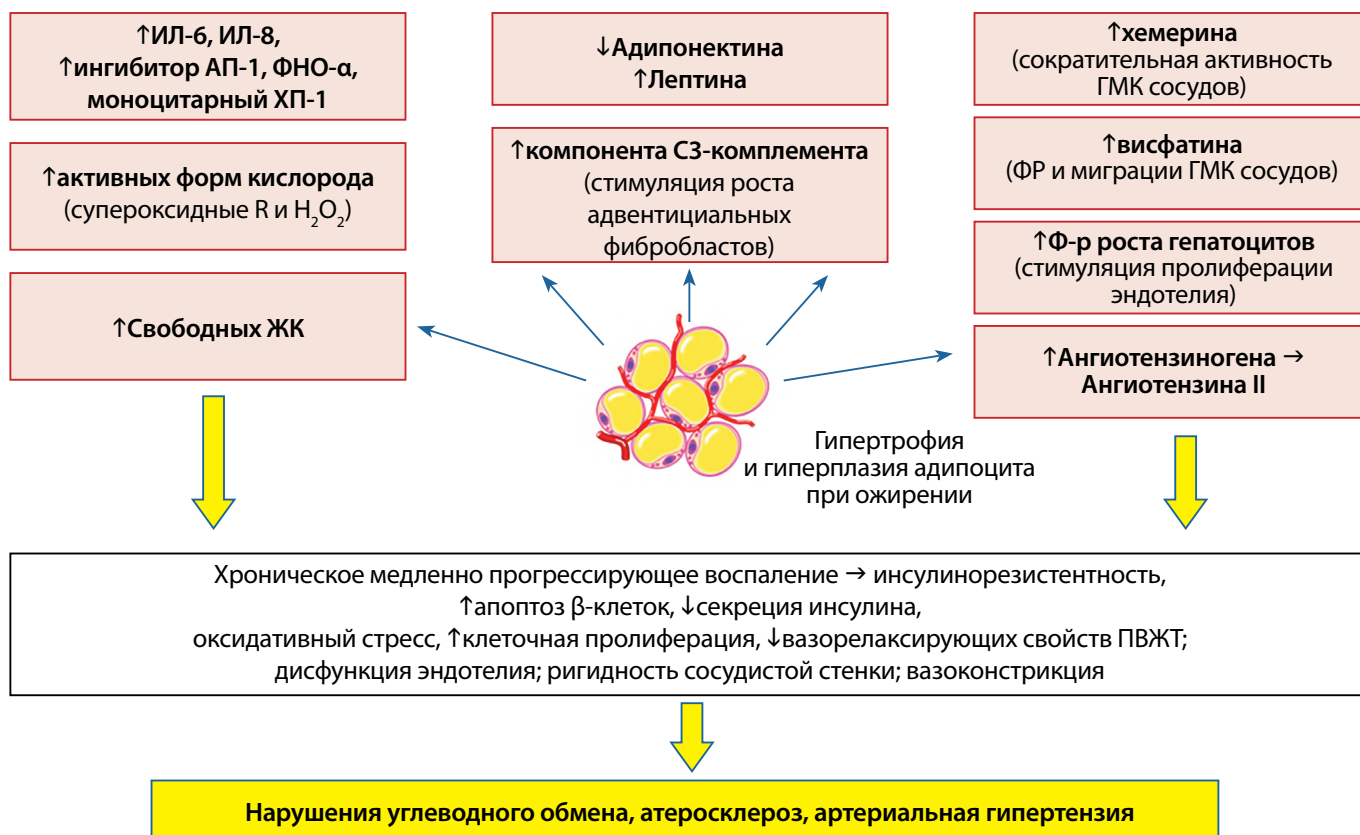 ↑ИЛ-6, ИЛ-8,
↑ингибитор АП-1, ФНО-α,
моноцитарный ХП-1
↑активных форм кислорода
(супероксидные R и H₂O₂)
↑Свободных ЖК
↓Адипонектина
↑Лептина
↑компонента С3-комплемента
(стимуляция роста
адвентициальных
фибробластов)
↑хемерина
(сократительная активность
ГМК сосудов)
↑висфатина
(ФР и миграции ГМК сосудов)
↑Ф-р роста гепатоцитов
(стимуляция пролиферации
эндотелия)
↑Ангиотензиногена →
Ангиотензина II
Гипертрофия
и гиперплазия адипоцита
при ожирении
Хроническое медленно прогрессирующее воспаление → инсулинорезистентность,
↑апоптоз β-клеток, ↓секреция инсулина,
оксидативный стресс, ↑клеточная пролиферация, ↓вазорелаксирующих свойств ПВЖТ;
дисфункция эндотелия; ригидность сосудистой стенки; вазоконстрикция
Нарушения углеводного обмена, атеросклероз, артериальная гипертензия